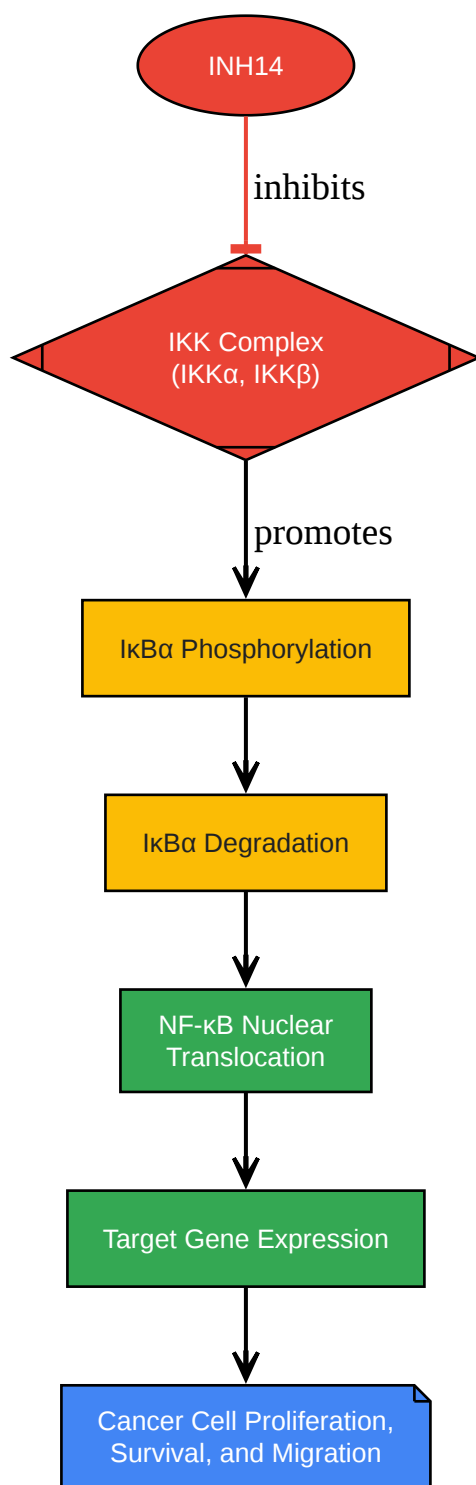 INH14
inhibits
IKK Complex
(IKKα, IKKβ)
promotes
IκBα Phosphorylation
IκBα Degradation
NF-κB Nuclear
Translocation
Target Gene Expression
Cancer Cell Proliferation,
Survival, and Migration